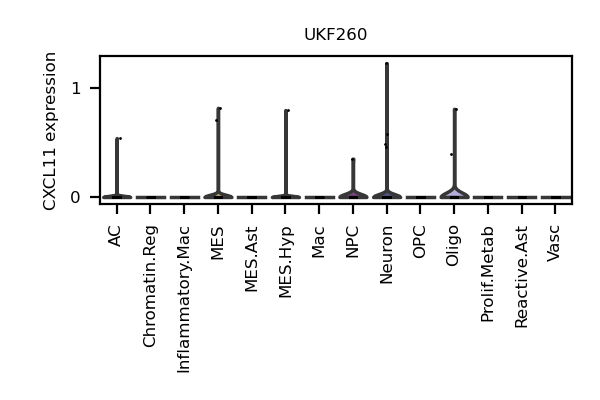 UKF260
CXCL11 expression
1
0
AC
Chromatin.Reg
Inflammatory.Mac
MES
MES.Ast
MES.Hyp
Mac
NPC
Neuron
OPC
Oligo
Prolif.Metab
Reactive.Ast
Vasc